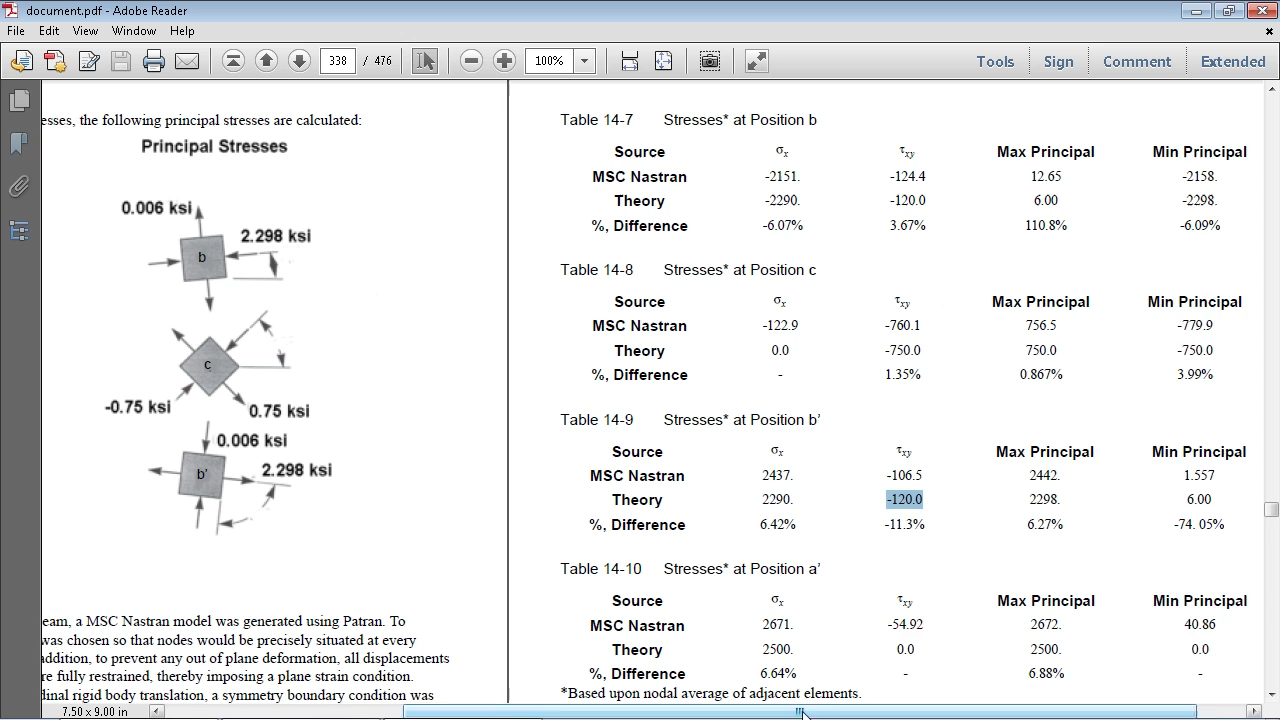 document.pdf - Adobe Reader
File Edit View Window Help
338 / 476 100% Tools Sign Comment Extended
esses, the following principal stresses are calculated:
Principal Stresses
0.006 ksi
2.298 ksi
b
c
-0.75 ksi 0.75 ksi
0.006 ksi
2.298 ksi
b'
eam, a MSC Nastran model was generated using Patran. To
was chosen so that nodes would be precisely situated at every
addition, to prevent any out of plane deformation, all displacements
re fully restrained, thereby imposing a plane strain condition.
dinal rigid body translation, a symmetry boundary condition was
Table 14-7 Stresses* at Position b
Source σx τxy Max Principal Min Principal
MSC Nastran -2151. -124.4 12.65 -2158.
Theory -2290. -120.0 6.00 -2298.
%, Difference -6.07% 3.67% 110.8% -6.09%
Table 14-8 Stresses* at Position c
Source σx τxy Max Principal Min Principal
MSC Nastran -122.9 -760.1 756.5 -779.9
Theory 0.0 -750.0 750.0 -750.0
%, Difference - 1.35% 0.867% 3.99%
Table 14-9 Stresses* at Position b’
Source σx τxy Max Principal Min Principal
MSC Nastran 2437. -106.5 2442. 1.557
Theory 2290. -120.0 2298. 6.00
%, Difference 6.42% -11.3% 6.27% -74. 05%
Table 14-10 Stresses* at Position a’
Source σx τxy Max Principal Min Principal
MSC Nastran 2671. -54.92 2672. 40.86
Theory 2500. 0.0 2500. 0.0
%, Difference 6.64% - 6.88% -
*Based upon nodal average of adjacent elements.
7.50 x 9.00 in